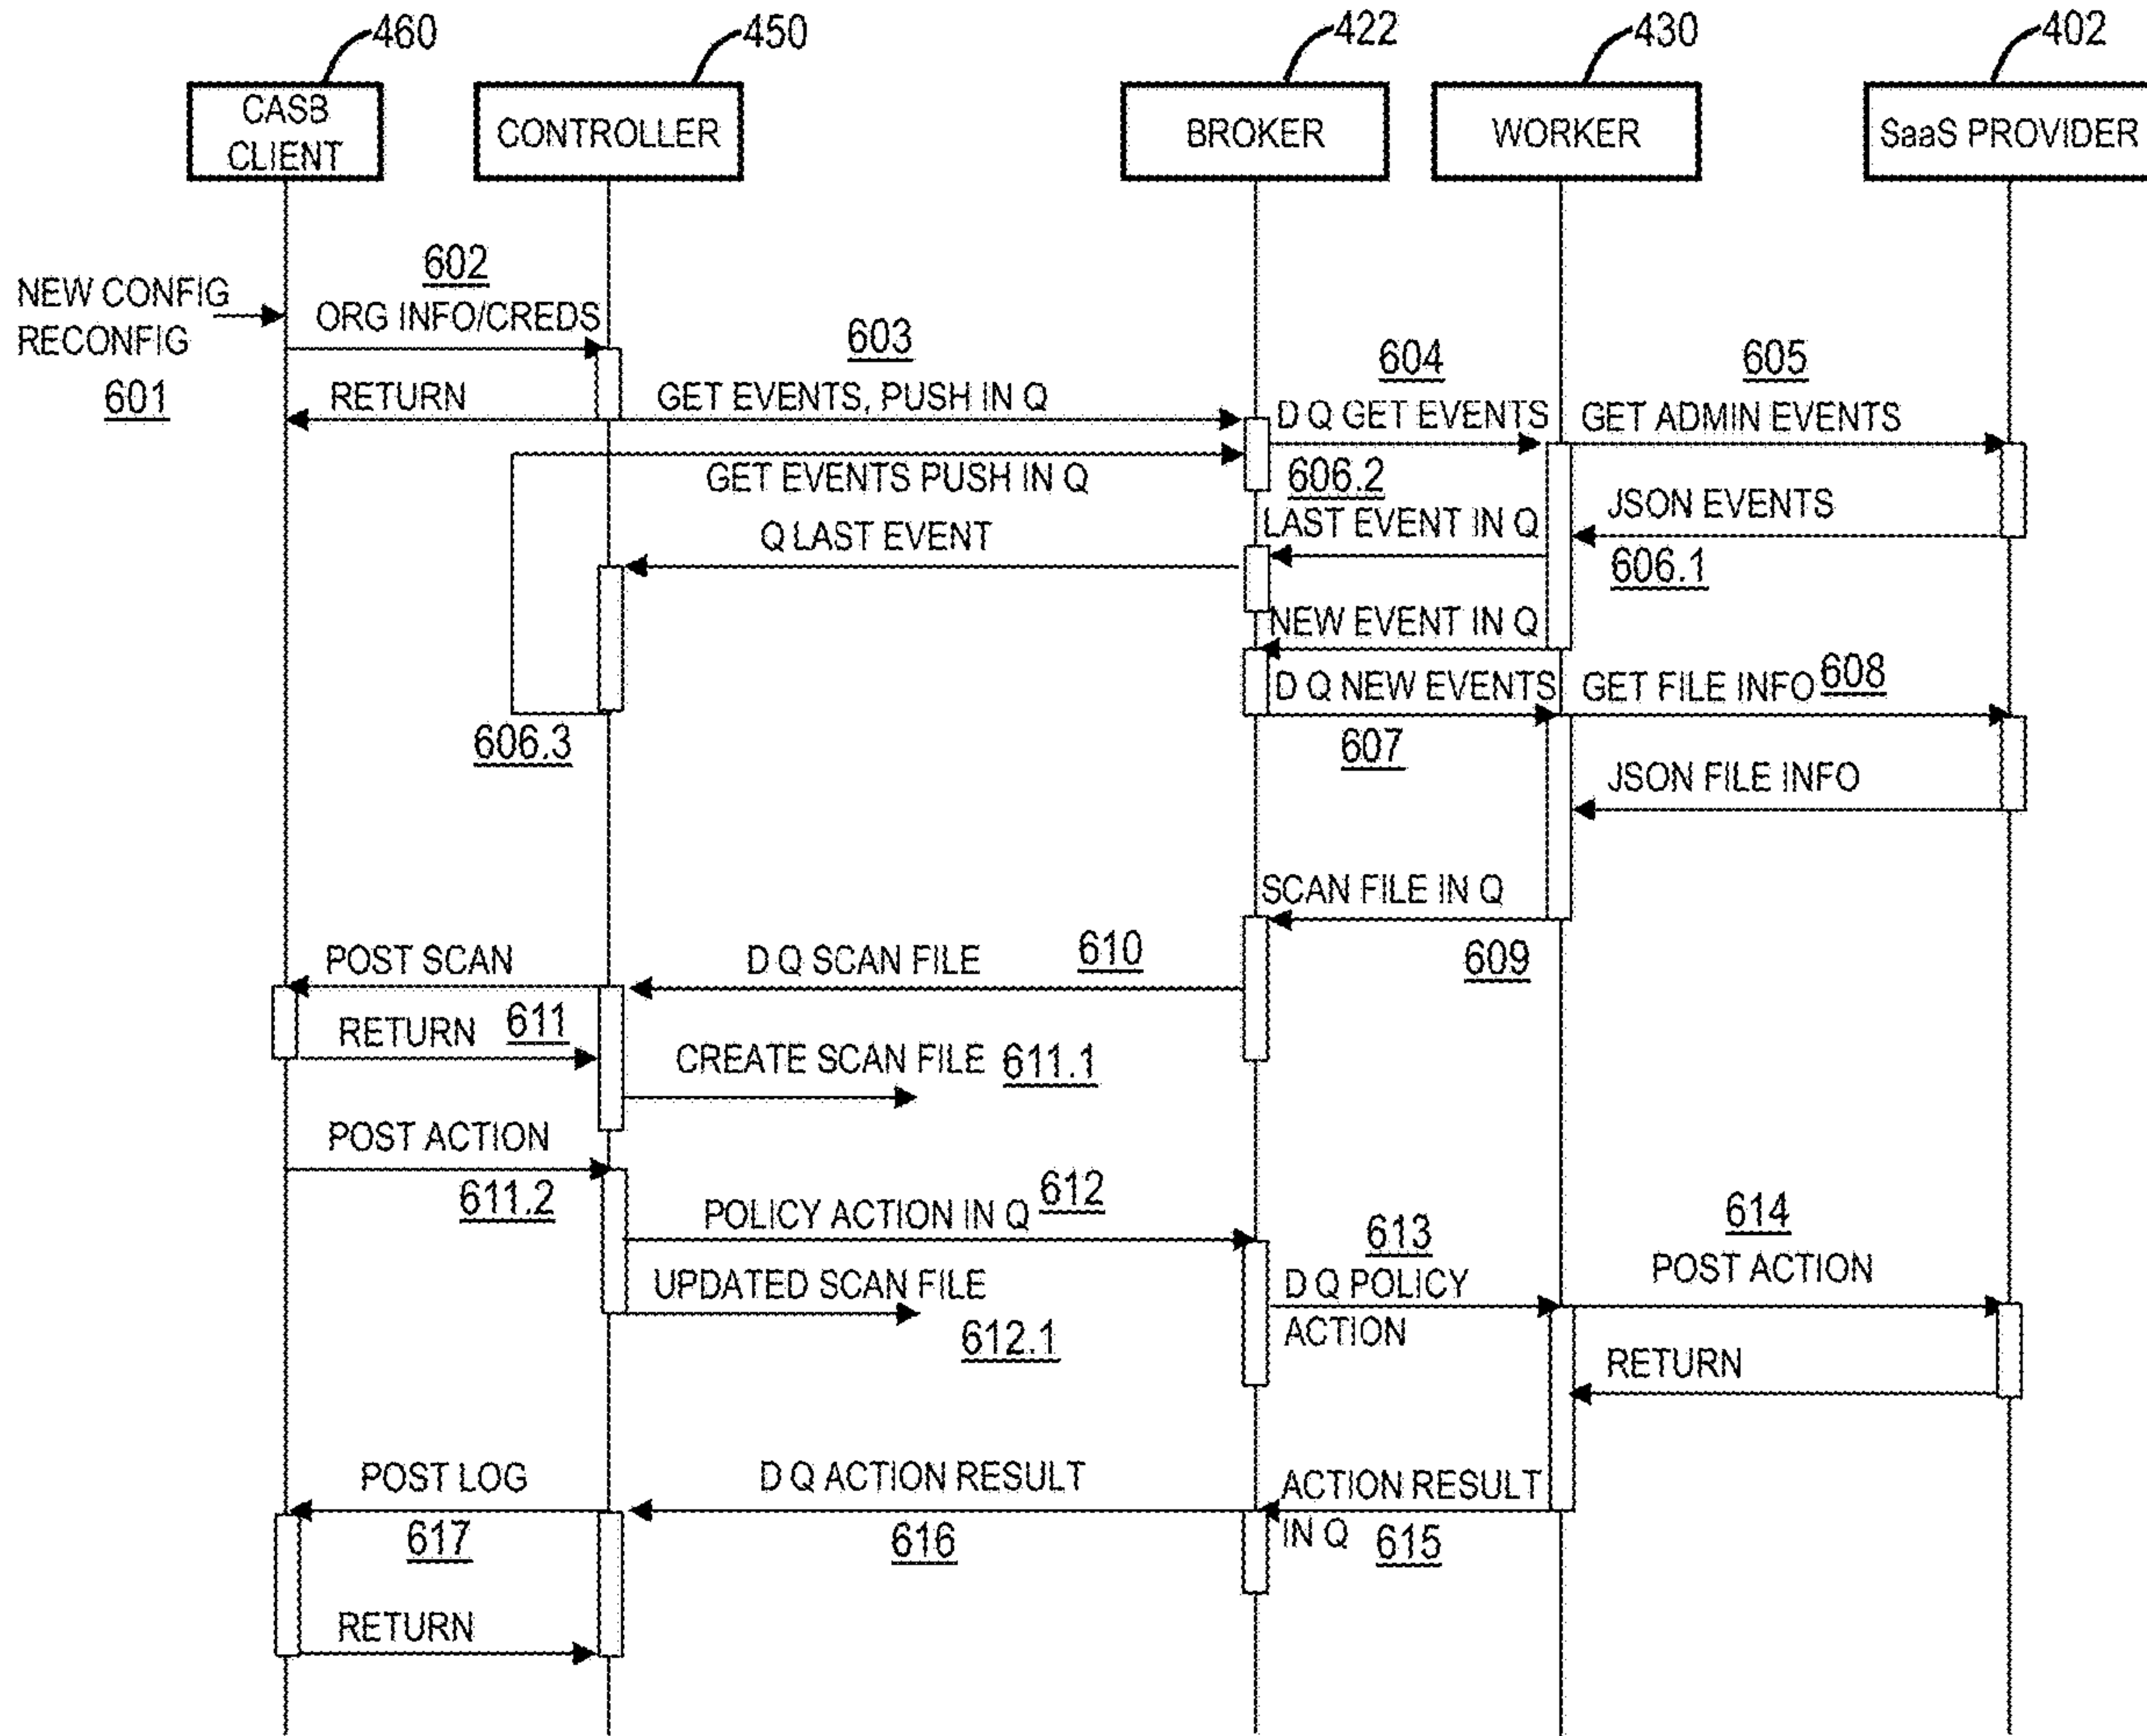 460
450
422
430
402
CASB
CLIENT
CONTROLLER
BROKER
WORKER
SaaS PROVIDER
NEW CONFIG
RECONFIG
601
602
ORG INFO/CREDS
603
604
605
RETURN
GET EVENTS, PUSH IN Q
D Q GET EVENTS
GET ADMIN EVENTS
GET EVENTS PUSH IN Q
606.2
JSON EVENTS
Q LAST EVENT
LAST EVENT IN Q
606.1
NEW EVENT IN Q
D Q NEW EVENTS
GET FILE INFO
608
606.3
607
JSON FILE INFO
SCAN FILE IN Q
609
POST SCAN
D Q SCAN FILE
610
RETURN
611
CREATE SCAN FILE
611.1
POST ACTION
611.2
POLICY ACTION IN Q
612
613
614
UPDATED SCAN FILE
612.1
D Q POLICY
ACTION
POST ACTION
RETURN
POST LOG
D Q ACTION RESULT
ACTION RESULT
IN Q
617
616
615
RETURN